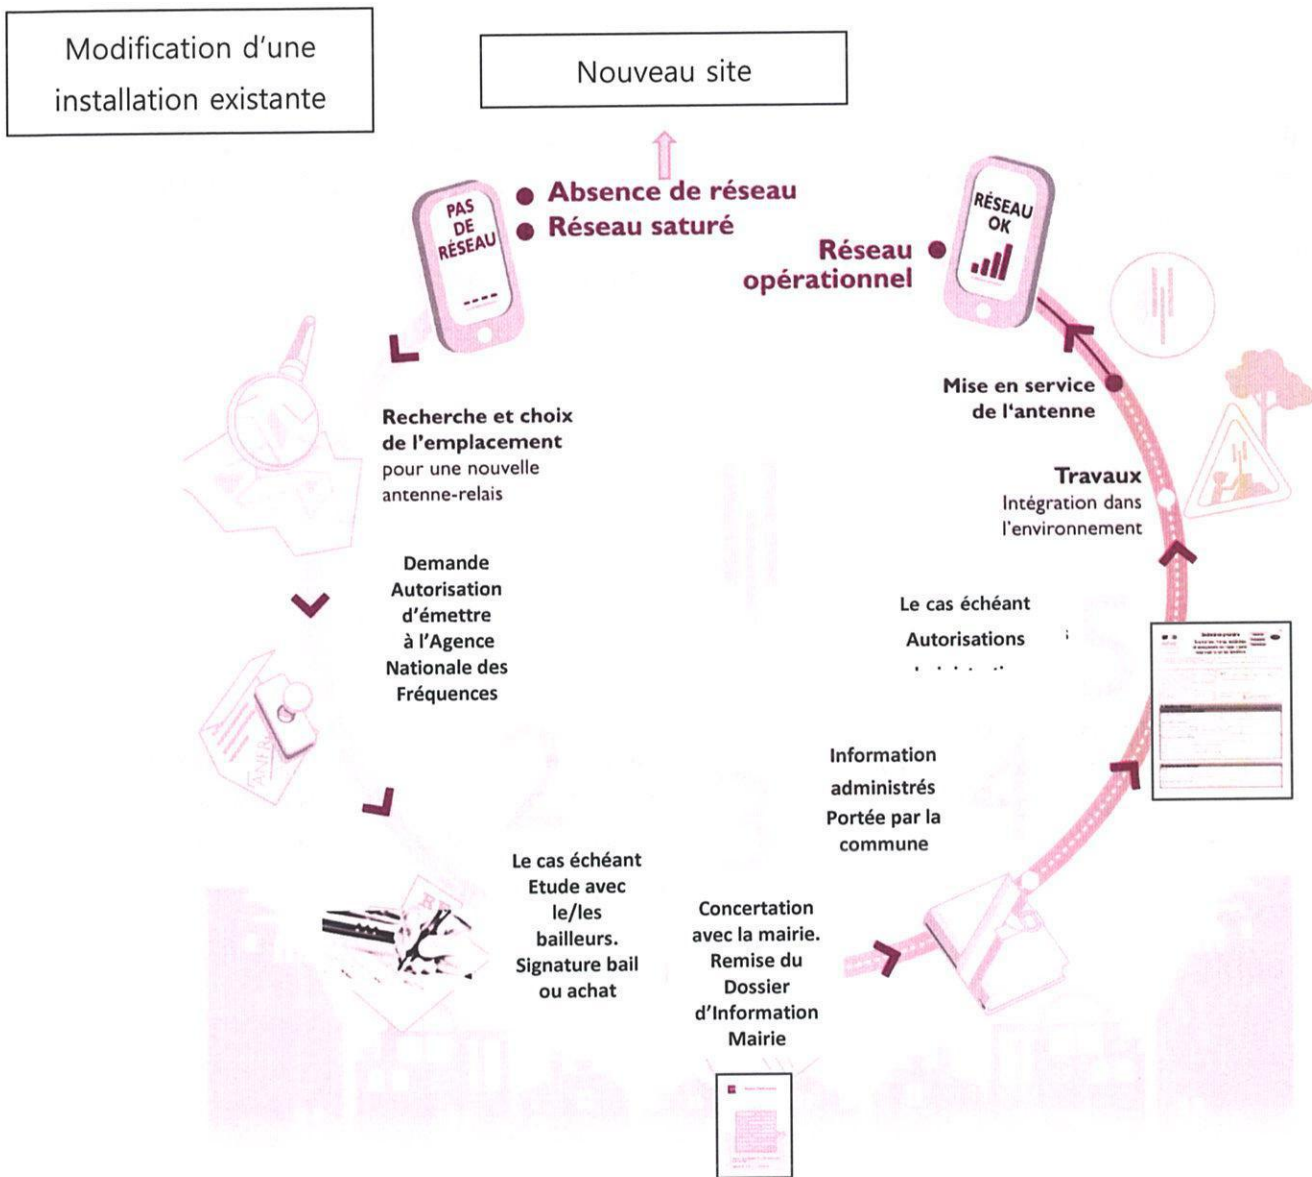 Modification d'une
installation existante
Nouveau site
PAS
DE
RÉSEAU
Absence de réseau
Réseau saturé
RÉSEAU
OK
Réseau
opérationnel
Recherche et choix
de l'emplacement
pour une nouvelle
antenne-relais
Demande
Autorisation
d'émettre
à l'Agence
Nationale des
Fréquences
ANFR
Le cas échéant
Etude avec
le/les
bailleurs.
Signature bail
ou achat
Concertation
avec la mairie.
Remise du
Dossier
d'Information
Mairie
Information
administrés
Portée par la
commune
Le cas échéant
Autorisations
Travaux
Intégration dans
l'environnement
Mise en service
de l'antenne